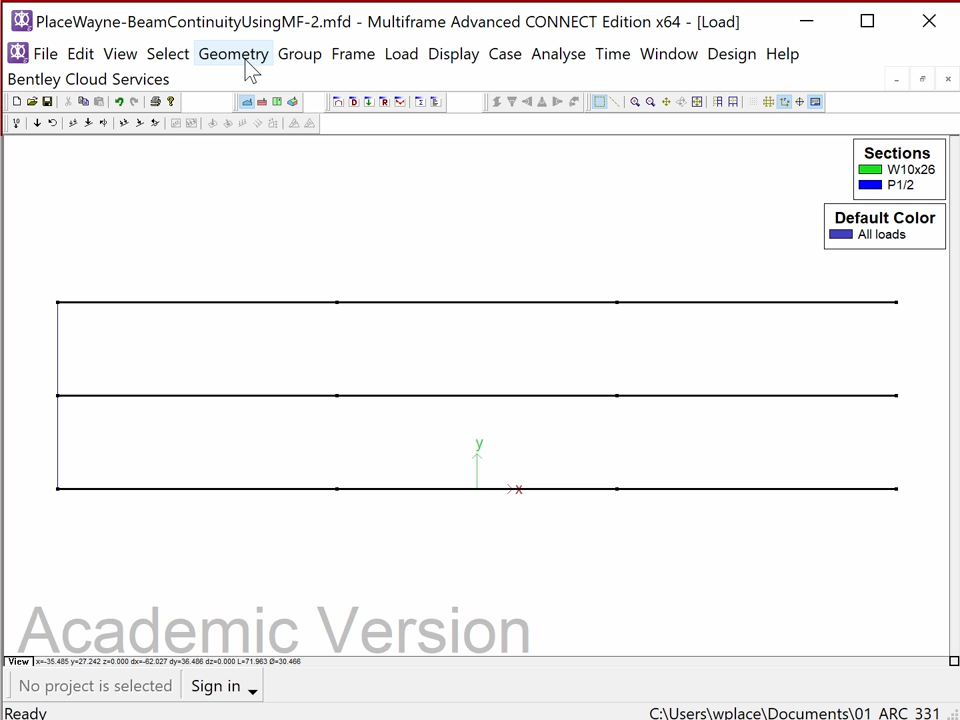 PlaceWayne-BeamContinuityUsingMF-2.mfd - Multiframe Advanced CONNECT Edition x64 - [Load]
File Edit View Select Geometry Group Frame Load Display Case Analyse Time Window Design Help
Bentley Cloud Services
Sections
W10x26
P1/2
Default Color
All loads
y
x
Academic Version
View x=-35.485 y=27.242 z=0.000 dx=-62.027 dy=36.486 dz=0.000 L=71.963 Ø=30.466
No project is selected Sign in
Ready C:\Users\wplace\Documents\01_ARC_331